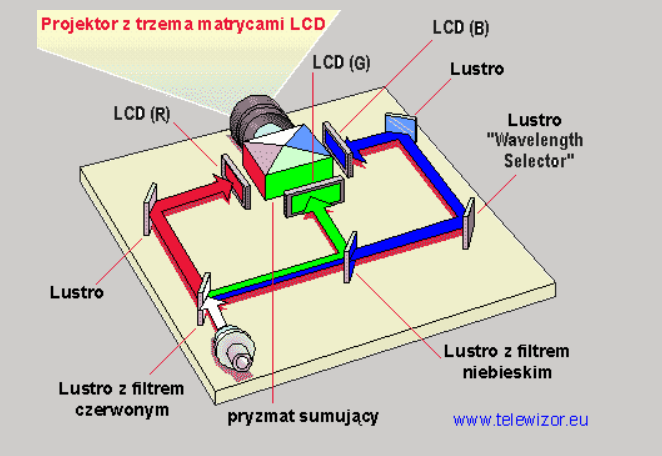 Projektor z trzema matrycami LCD
LCD (B)
LCD (G)
Lustro
LCD (R)
Lustro
"Wavelength
Selector"
Lustro
Lustro z filtrem
niebieskim
Lustro z filtrem
czerwonym
pryzmat sumujący
www.telewizor.eu